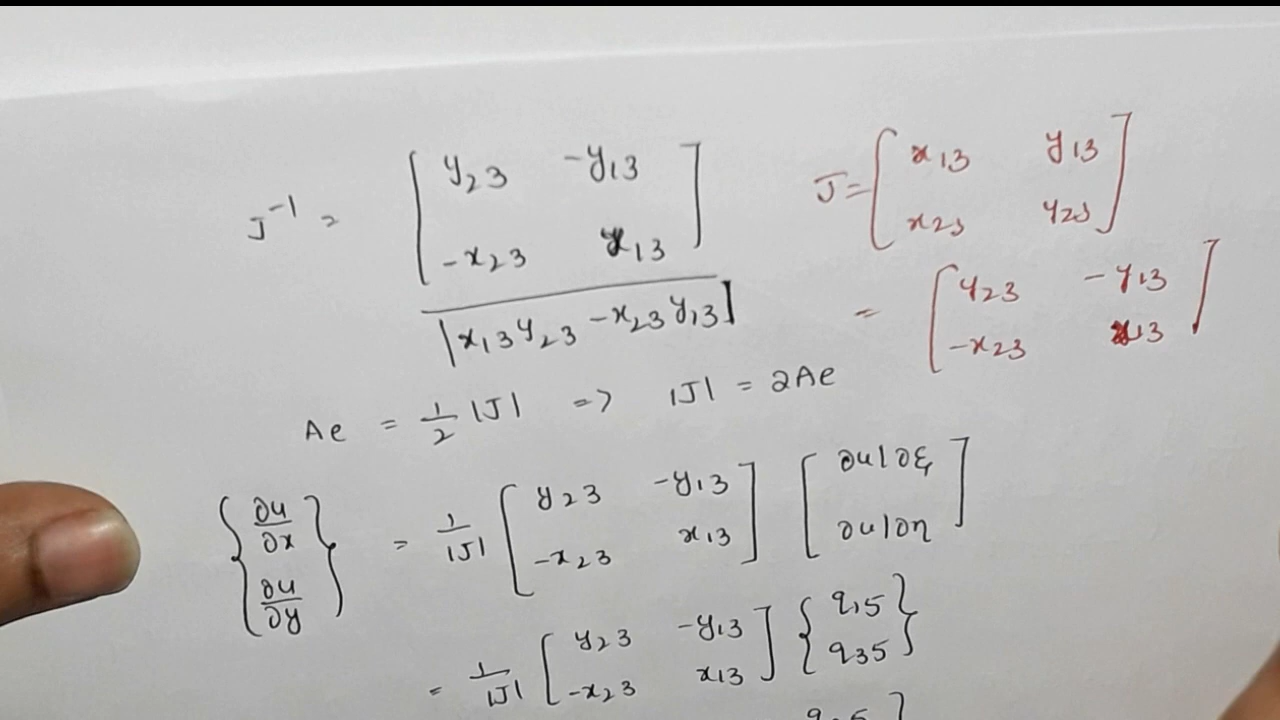 J⁻¹ = [ y₂₃ -y₁₃
-x₂₃ x₁₃ ]
|x₁₃y₂₃ -x₂₃y₁₃|
J = [ x₁₃ y₁₃
x₂₃ y₂₃ ]
= [ y₂₃ -y₁₃
-x₂₃ x₁₃ ]
Ae = 1/2 |J| => |J| = 2Ae
{ ∂u/∂x
∂u/∂y } = 1/|J| [ y₂₃ -y₁₃
-x₂₃ x₁₃ ] [ ∂u/∂ξ
∂u/∂η ]
= 1/|J| [ y₂₃ -y₁₃
-x₂₃ x₁₃ ] { q₁5
q₃5 }